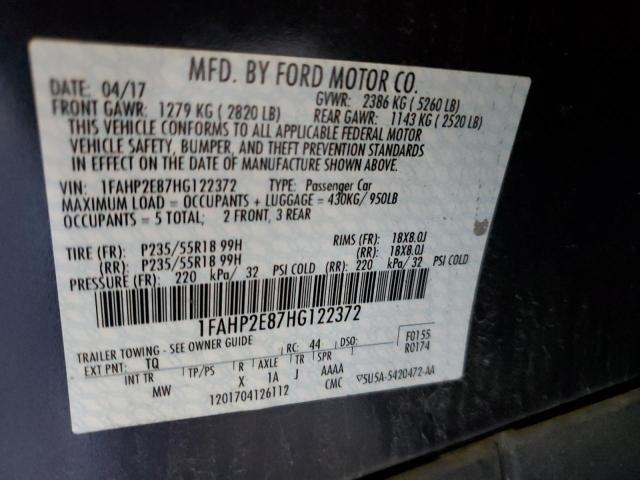 MFD. BY FORD MOTOR CO.
DATE: 04/17
GVWR: 2386 KG ( 5260 LB)
FRONT GAWR: 1279 KG ( 2820 LB)
REAR GAWR: 1143 KG ( 2520 LB)
THIS VEHICLE CONFORMS TO ALL APPLICABLE FEDERAL MOTOR
VEHICLE SAFETY, BUMPER, AND THEFT PREVENTION STANDARDS
IN EFFECT ON THE DATE OF MANUFACTURE SHOWN ABOVE.
VIN: 1FAHP2E87HG122372 TYPE: Passenger Car
MAXIMUM LOAD = OCCUPANTS + LUGGAGE = 430KG/ 950LB
OCCUPANTS = 5 TOTAL; 2 FRONT, 3 REAR
TIRE (FR): P235/55R18 99H RIMS (FR): 18X8.0J
(RR): P235/55R18 99H (RR): 18X8.0J
PRESSURE (FR): 220 kPa/ 32 PSI COLD (RR): 220 kPa/ 32 PSI COLD
1FAHP2E87HG122372
TRAILER TOWING - SEE OWNER GUIDE RC: 44 DSO: F0155
EXT PNT: TQ R0174
INT TR TP/PS R AXLE TR SPR
MW X 1A J AAAA
CMC ▽5U5A-5420472-AA
1201704126112